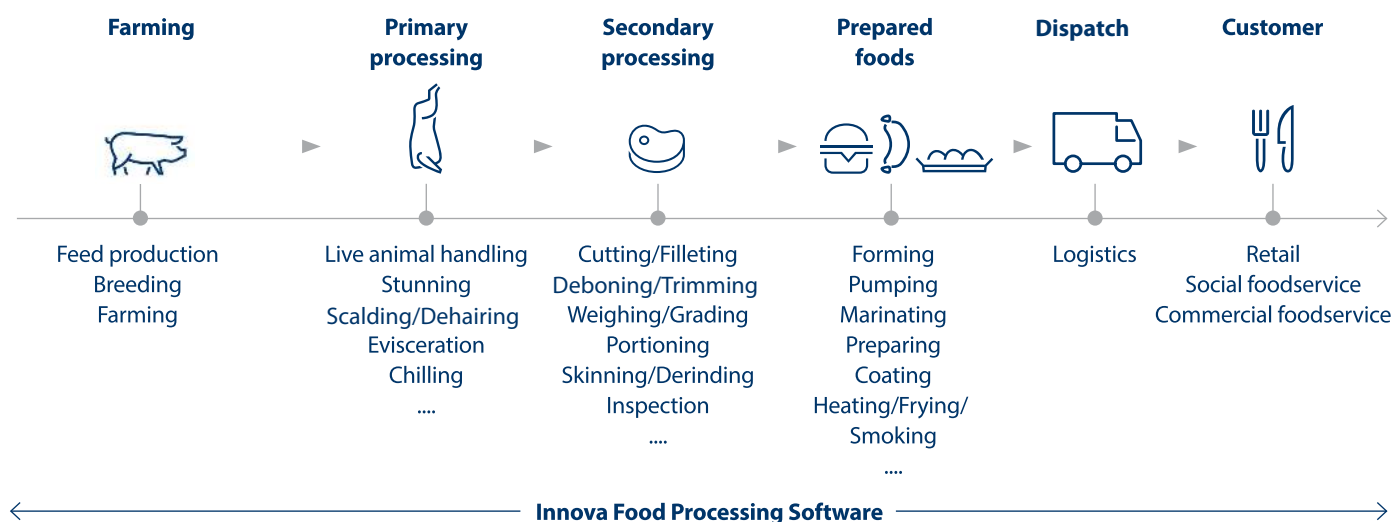 Farming
Primary
processing
Secondary
processing
Prepared
foods
Dispatch
Customer
Feed production
Breeding
Farming
Live animal handling
Stunning
Scalding/Dehairing
Evisceration
Chilling
....
Cutting/Filleting
Deboning/Trimming
Weighing/Grading
Portioning
Skinning/Derinding
Inspection
....
Forming
Pumping
Marinating
Preparing
Coating
Heating/Frying/
Smoking
....
Logistics
Retail
Social foodservice
Commercial foodservice
Innova Food Processing Software